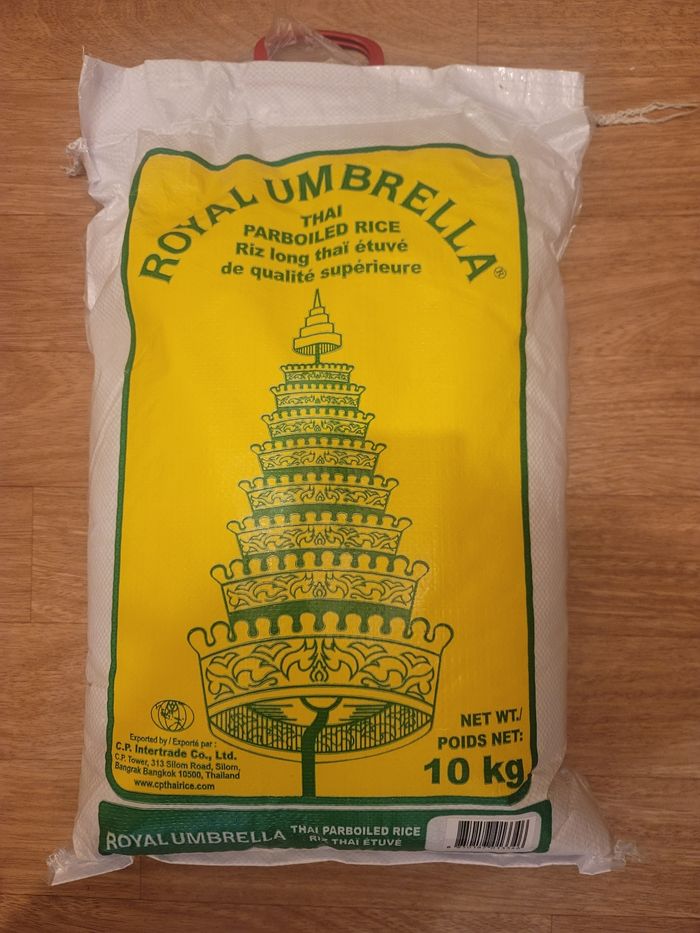 ROYAL UMBRELLA®
THAI
PARBOILED RICE
Riz long thaï étuvé
de qualité supérieure
Exported by / Exporté par :
C.P. Intertrade Co., Ltd.
C.P. Tower, 313 Silom Road, Silom,
Bangrak Bangkok 10500, Thailand
www.cpthairice.com
NET WT./
POIDS NET:
10 kg
ROYAL UMBRELLA THAI PARBOILED RICE
RIZ THAÏ ÉTUVÉ